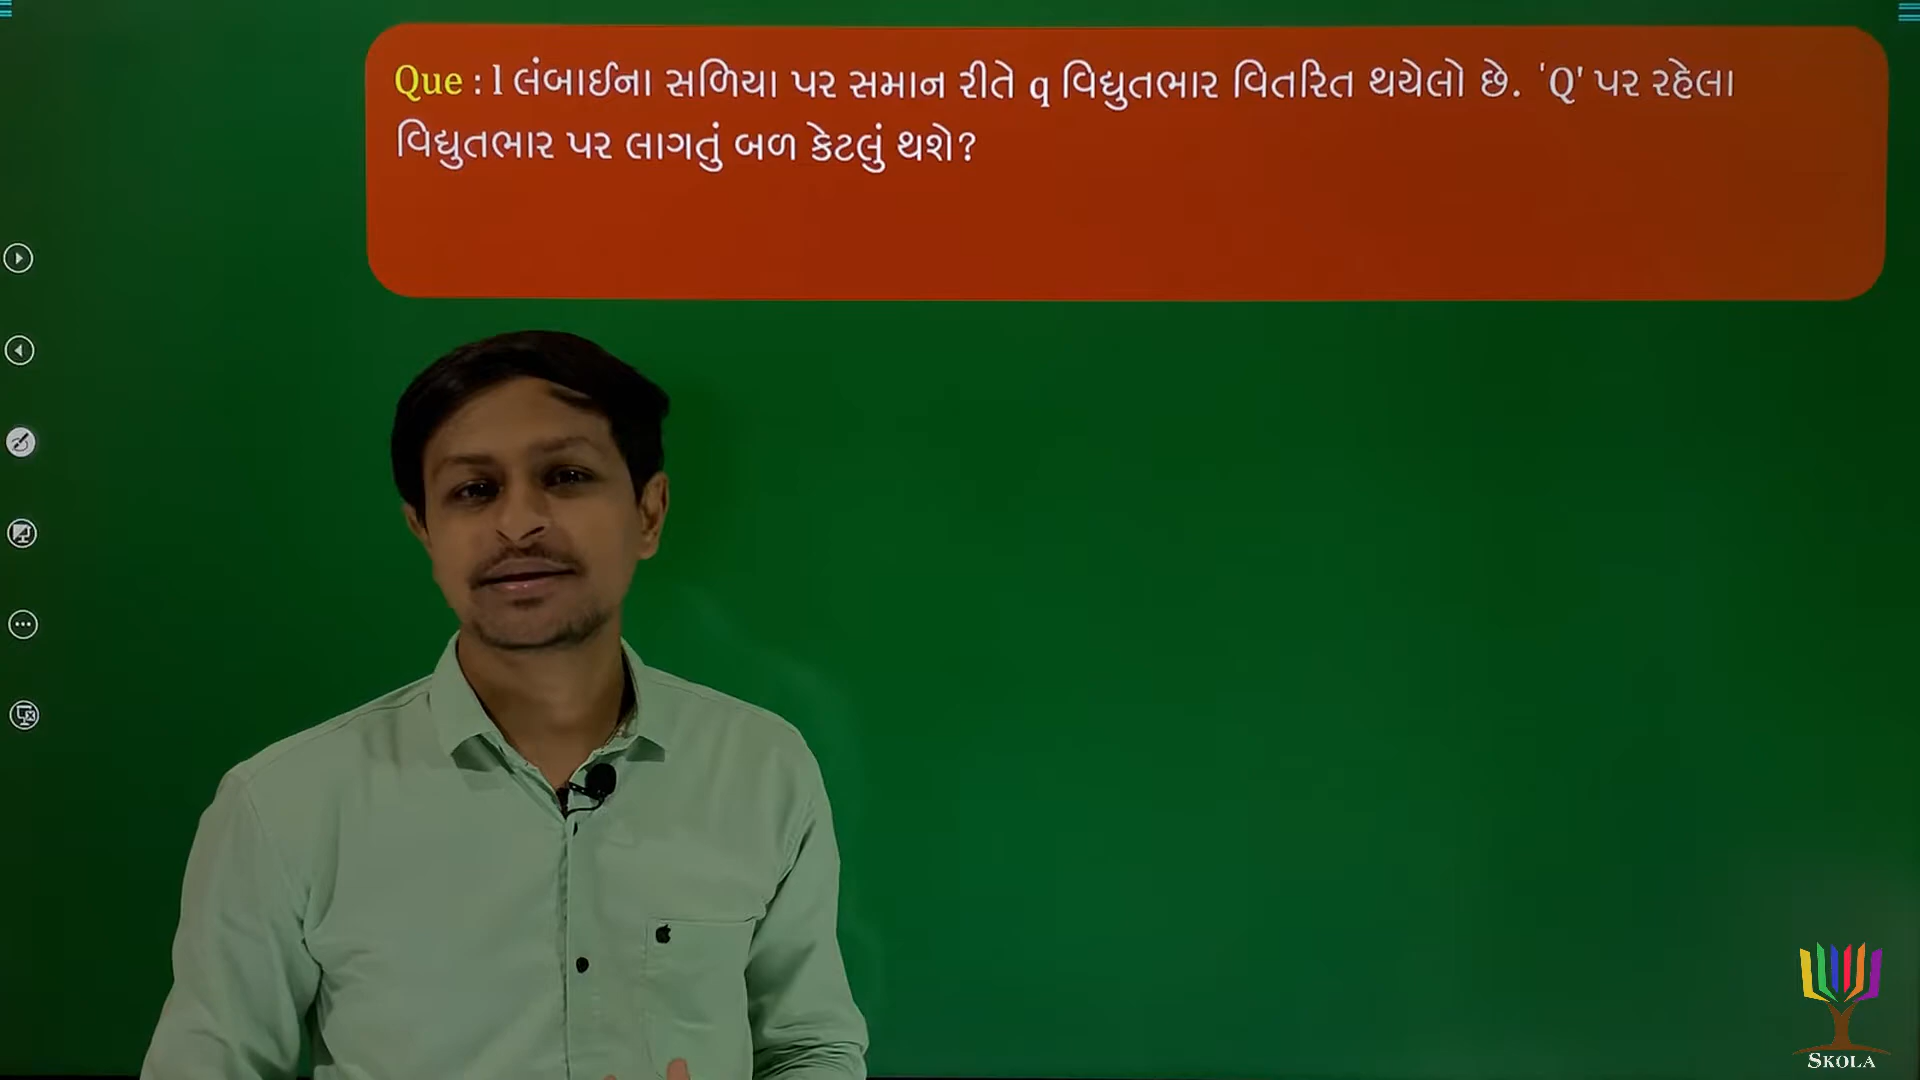 Que : l લંબાઈના સળિયા પર સમાન રીતે q વિદ્યુતભાર વિતરિત થયેલો છે. 'Q' પર રહેલા
વિદ્યુતભાર પર લાગતું બળ કેટલું થશે?
SKOLA